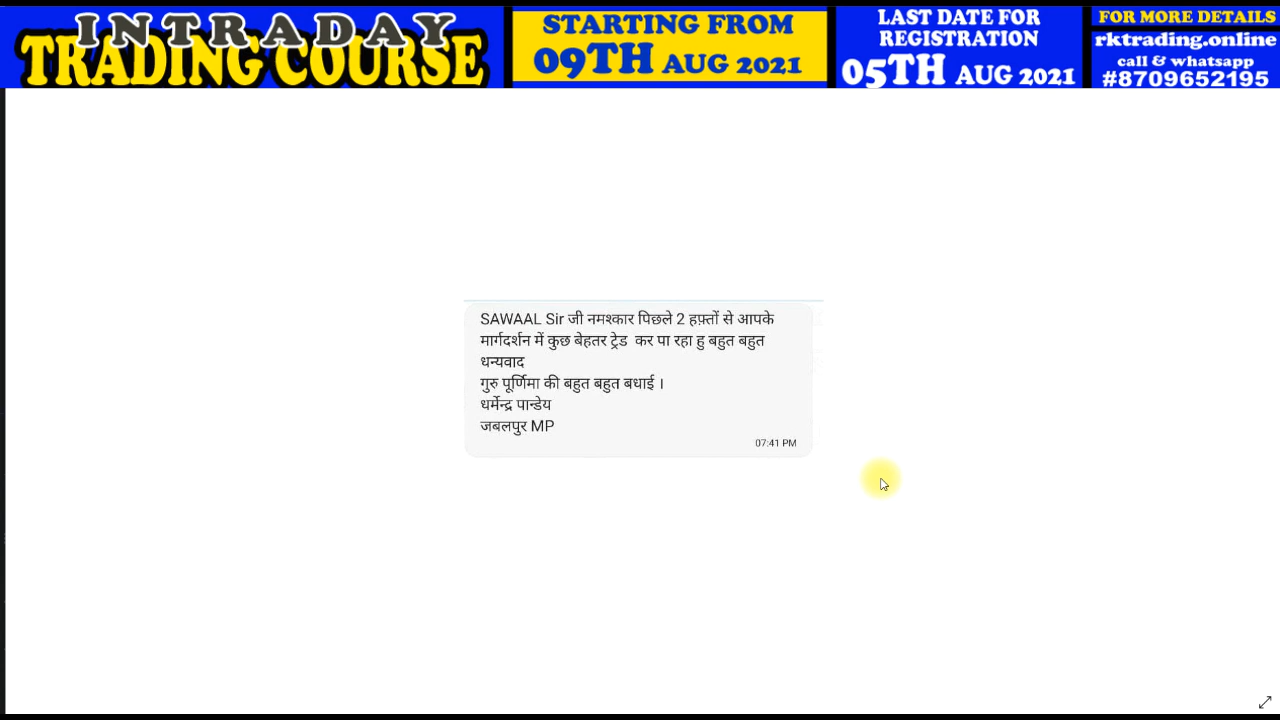 INTRADAY
TRADING COURSE
STARTING FROM
09TH AUG 2021
LAST DATE FOR
REGISTRATION
05TH AUG 2021
FOR MORE DETAILS
rktrading.online
call & whatsapp
#8709652195
SAWAAL Sir जी नमश्कार पिछले 2 हफ़्तों से आपके
मार्गदर्शन में कुछ बेहतर ट्रेड कर पा रहा हु बहुत बहुत
धन्यवाद
गुरु पूर्णिमा की बहुत बहुत बधाई ।
धर्मेन्द्र पान्डेय
जबलपुर MP
07:41 PM